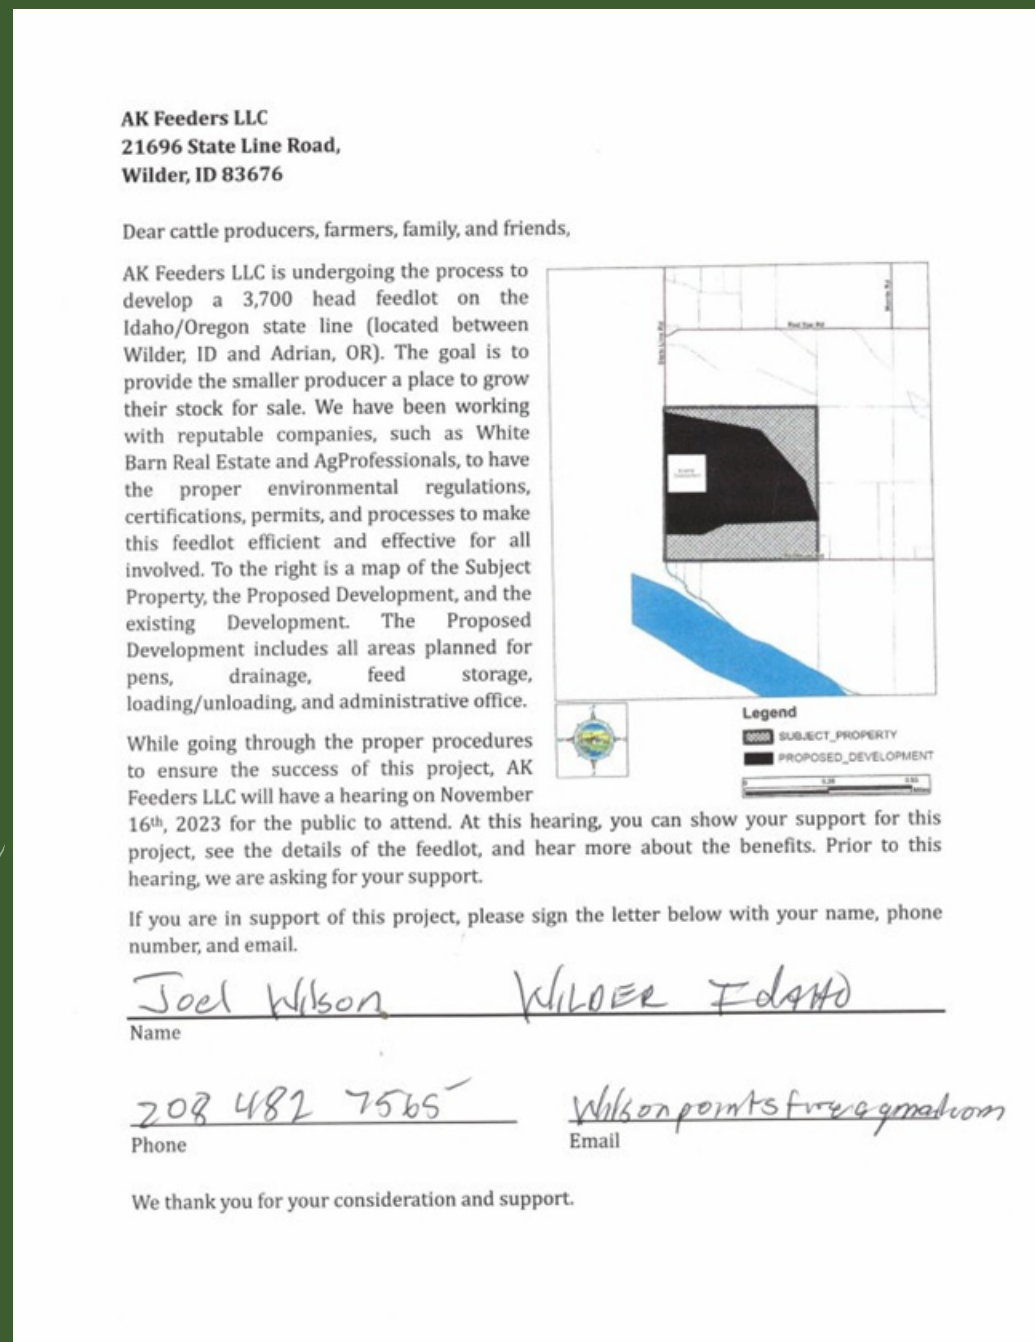 AK Feeders LLC
21696 State Line Road,
Wilder, ID 83676
Dear cattle producers, farmers, family, and friends,
AK Feeders LLC is undergoing the process to
develop a 3,700 head feedlot on the
Idaho/Oregon state line (located between
Wilder, ID and Adrian, OR). The goal is to
provide the smaller producer a place to grow
their stock for sale. We have been working
with reputable companies, such as White
Barn Real Estate and AgProfessionals, to have
the proper environmental regulations,
certifications, permits, and processes to make
this feedlot efficient and effective for all
involved. To the right is a map of the Subject
Property, the Proposed Development, and the
existing Development. The Proposed
Development includes all areas planned for
pens, drainage, feed storage,
loading/unloading, and administrative office.
State Line Rd
Legend
SUBJECT_PROPERTY
PROPOSED_DEVELOPMENT
While going through the proper procedures
to ensure the success of this project, AK
Feeders LLC will have a hearing on November
16th, 2023 for the public to attend. At this hearing, you can show your support for this
project, see the details of the feedlot, and hear more about the benefits. Prior to this
hearing, we are asking for your support.
If you are in support of this project, please sign the letter below with your name, phone
number, and email.
Joel Wilson WILDER IdAHO
Name
208 482 7565
Phone
Email
We thank you for your consideration and support.